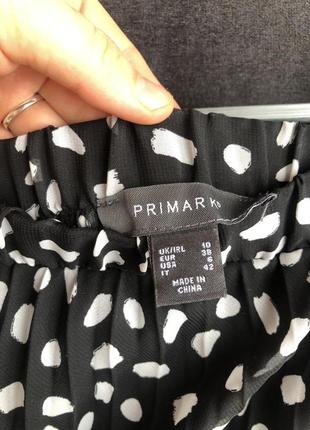 PRIMARK
UK/IRL 10
EUR 38
USA 6
IT 42
MADE IN
CHINA